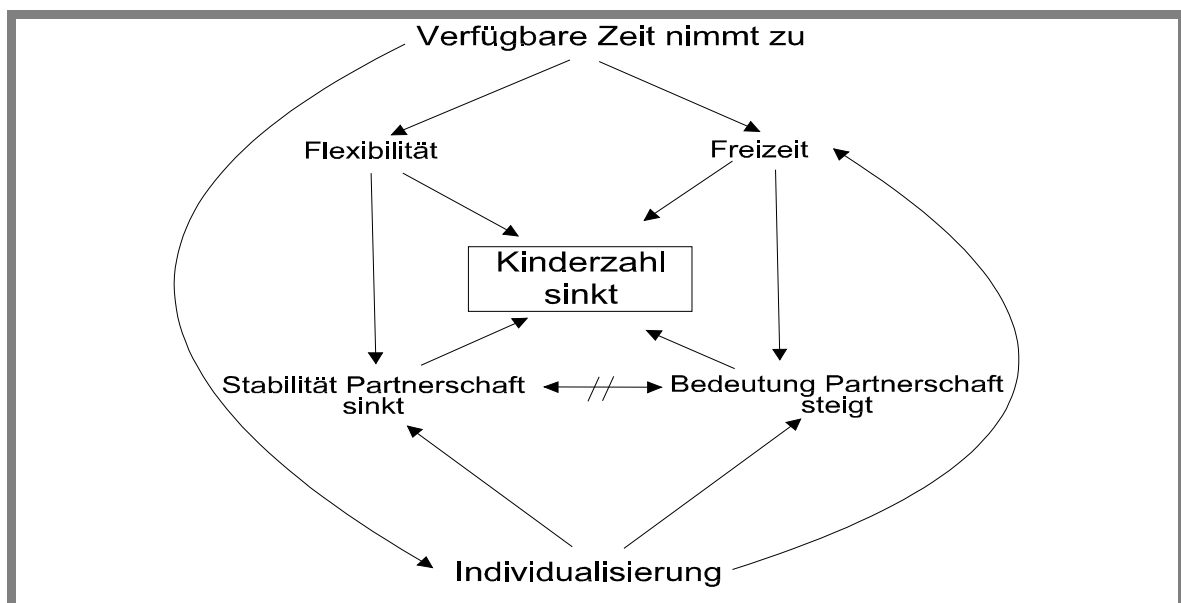 Verfügbare Zeit nimmt zu
Flexibilität
Freizeit
Kinderzahl
sinkt
Stabilität Partnerschaft
sinkt
Bedeutung Partnerschaft
steigt
Individualisierung